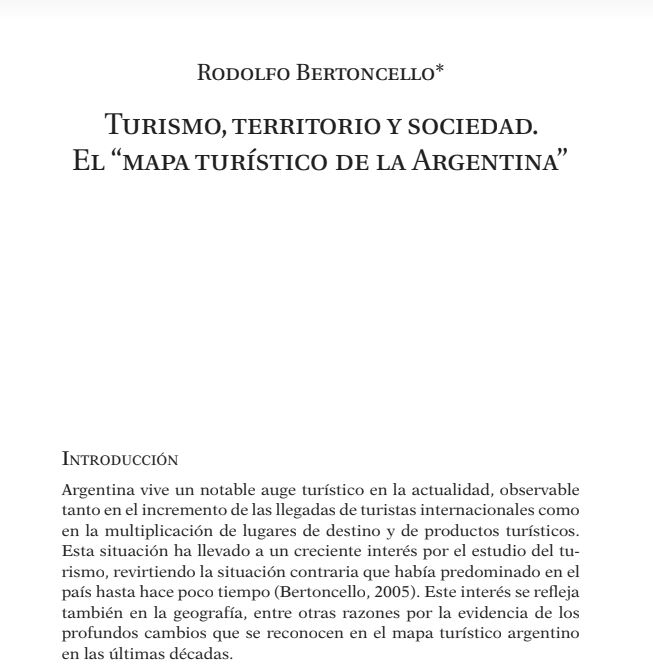 Rodolfo Bertoncello*
Turismo, territorio y sociedad.
El “mapa turístico de la Argentina”
Introducción
Argentina vive un notable auge turístico en la actualidad, observable
tanto en el incremento de las llegadas de turistas internacionales como
en la multiplicación de lugares de destino y de productos turísticos.
Esta situación ha llevado a un creciente interés por el estudio del tu-
rismo, revirtiendo la situación contraria que había predominado en el
país hasta hace poco tiempo (Bertoncello, 2005). Este interés se refleja
también en la geografía, entre otras razones por la evidencia de los
profundos cambios que se reconocen en el mapa turístico argentino
en las últimas décadas.